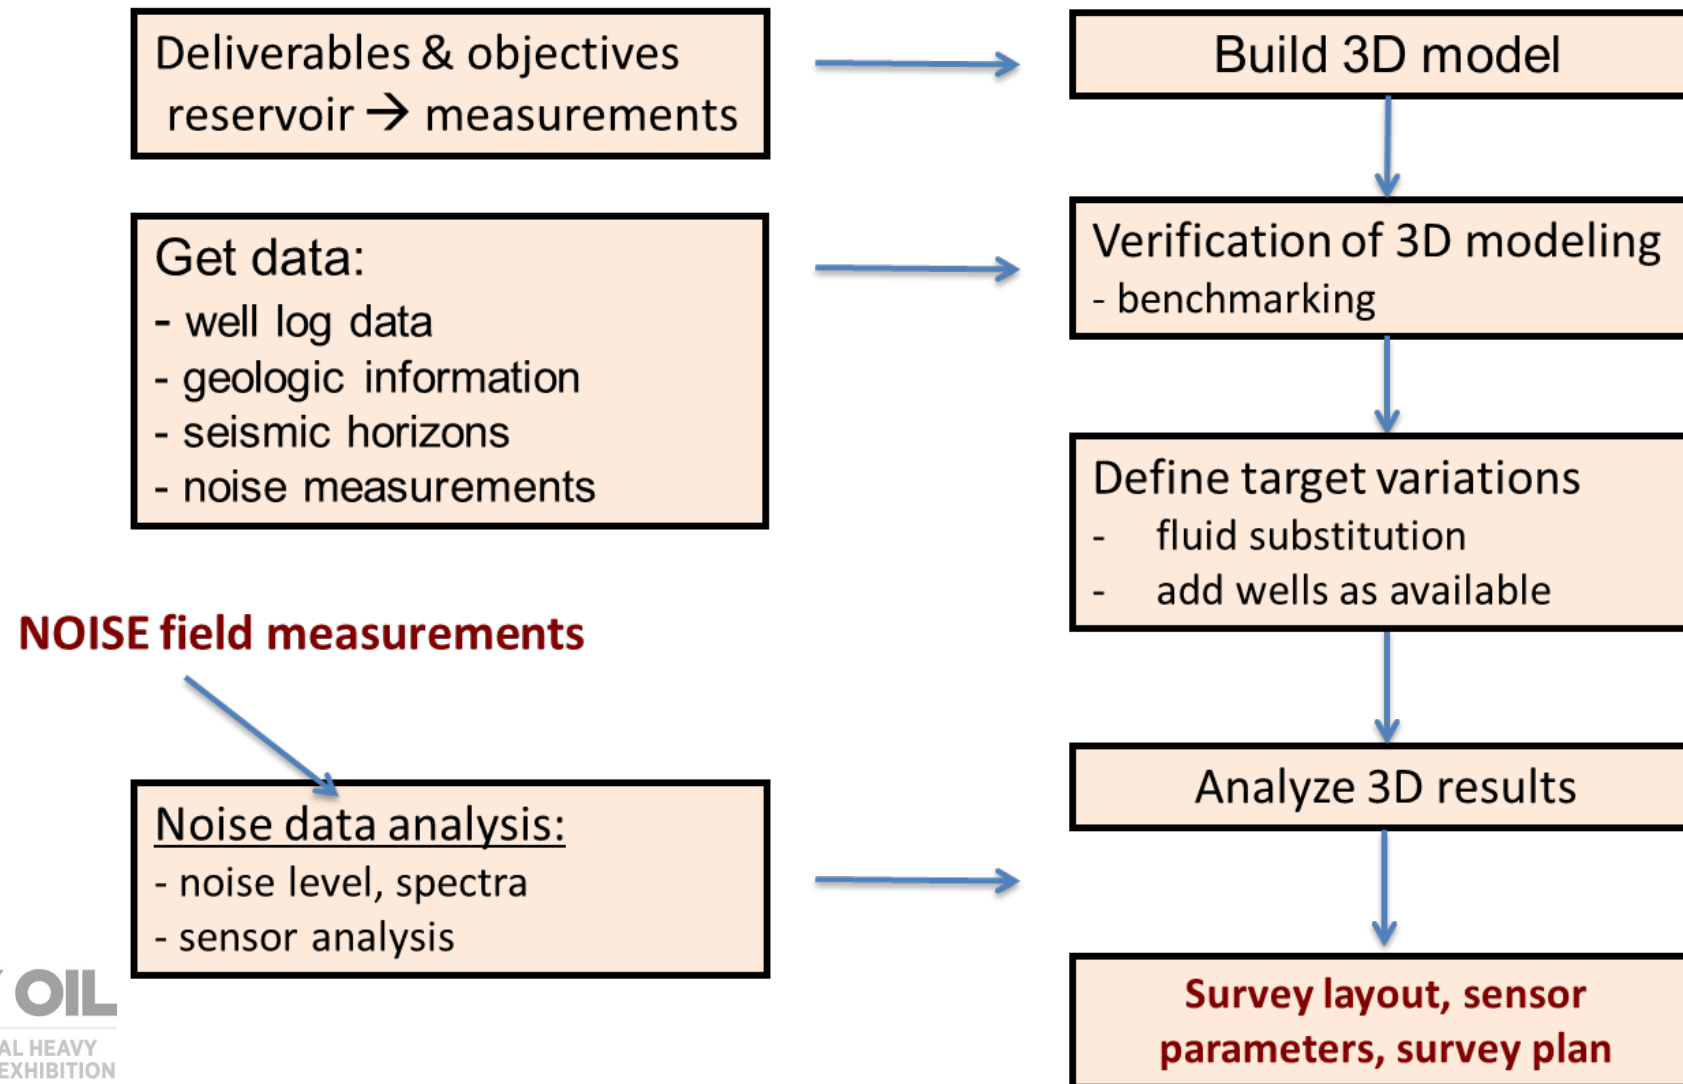 Deliverables & objectives
reservoir → measurements
Build 3D model
Get data:
- well log data
- geologic information
- seismic horizons
- noise measurements
Verification of 3D modeling
- benchmarking
Define target variations
- fluid substitution
- add wells as available
NOISE field measurements
Noise data analysis:
- noise level, spectra
- sensor analysis
Analyze 3D results
Survey layout, sensor
parameters, survey plan
OIL
AL HEAVY
EXHIBITION